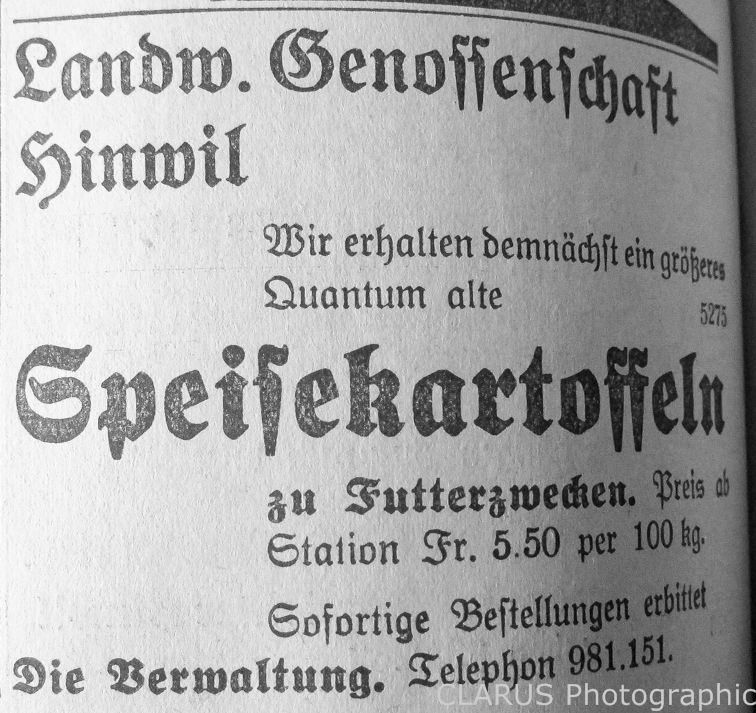 Landw. Genossenschaft
Hinwil
Wir erhalten demnächst ein größeres
Quantum alte
5275
Speisekartoffeln
zu Futterzwecken. Preis ab
Station Fr. 5.50 per 100 kg.
Sofortige Bestellungen erbittet
Die Verwaltung. Telephon 981.151.
CLARUS Photographic